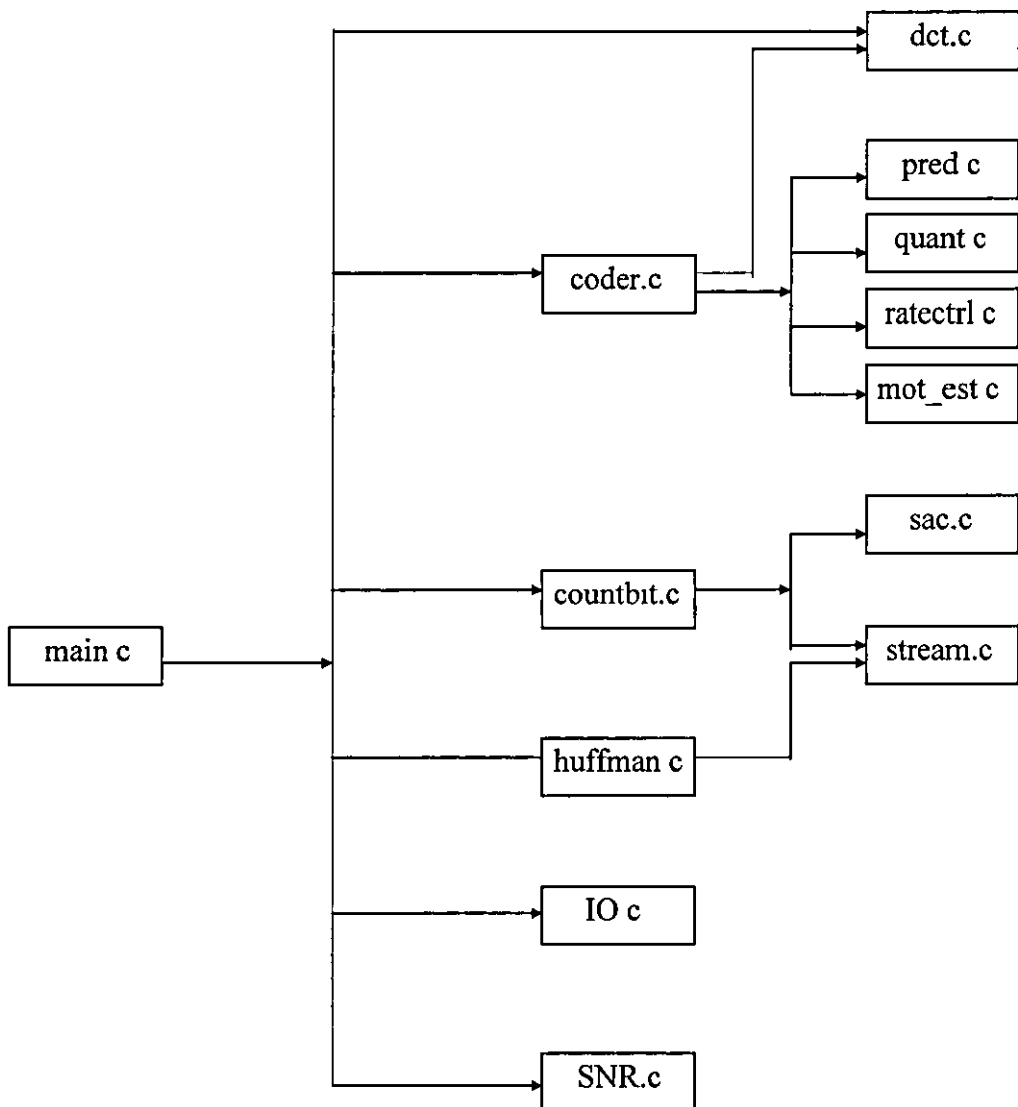 dct.c
pred c
quant c
coder.c
ratectrl c
mot_est c
sac.c
countbit.c
main c
stream.c
huffman c
IO c
SNR.c